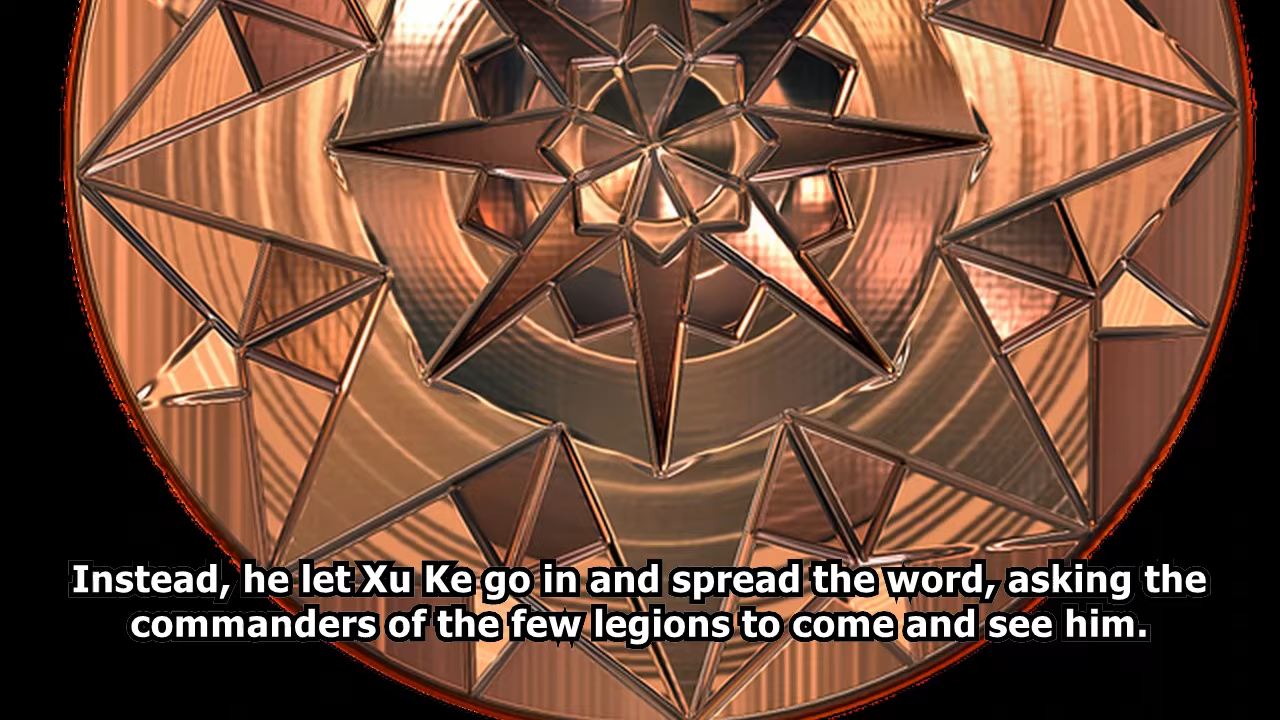 Instead, he let Xu Ke go in and spread the word, asking the
commanders of the few legions to come and see him.